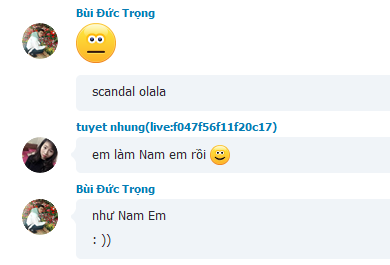 Bùi Đức Trọng
scandal olala
tuyet nhung(live:f047f56f11f20c17)
em làm Nam em rồi
Bùi Đức Trọng
như Nam Em
: ))